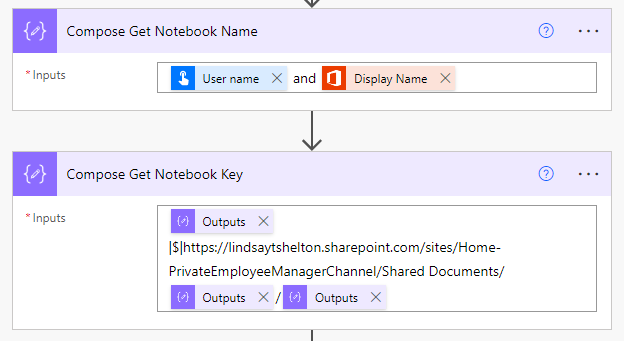 Compose Get Notebook Name
* Inputs
User name and Display Name
Compose Get Notebook Key
* Inputs
Outputs
|$|https://lindsaytshelton.sharepoint.com/sites/Home-
PrivateEmployeeManagerChannel/Shared Documents/
Outputs / Outputs